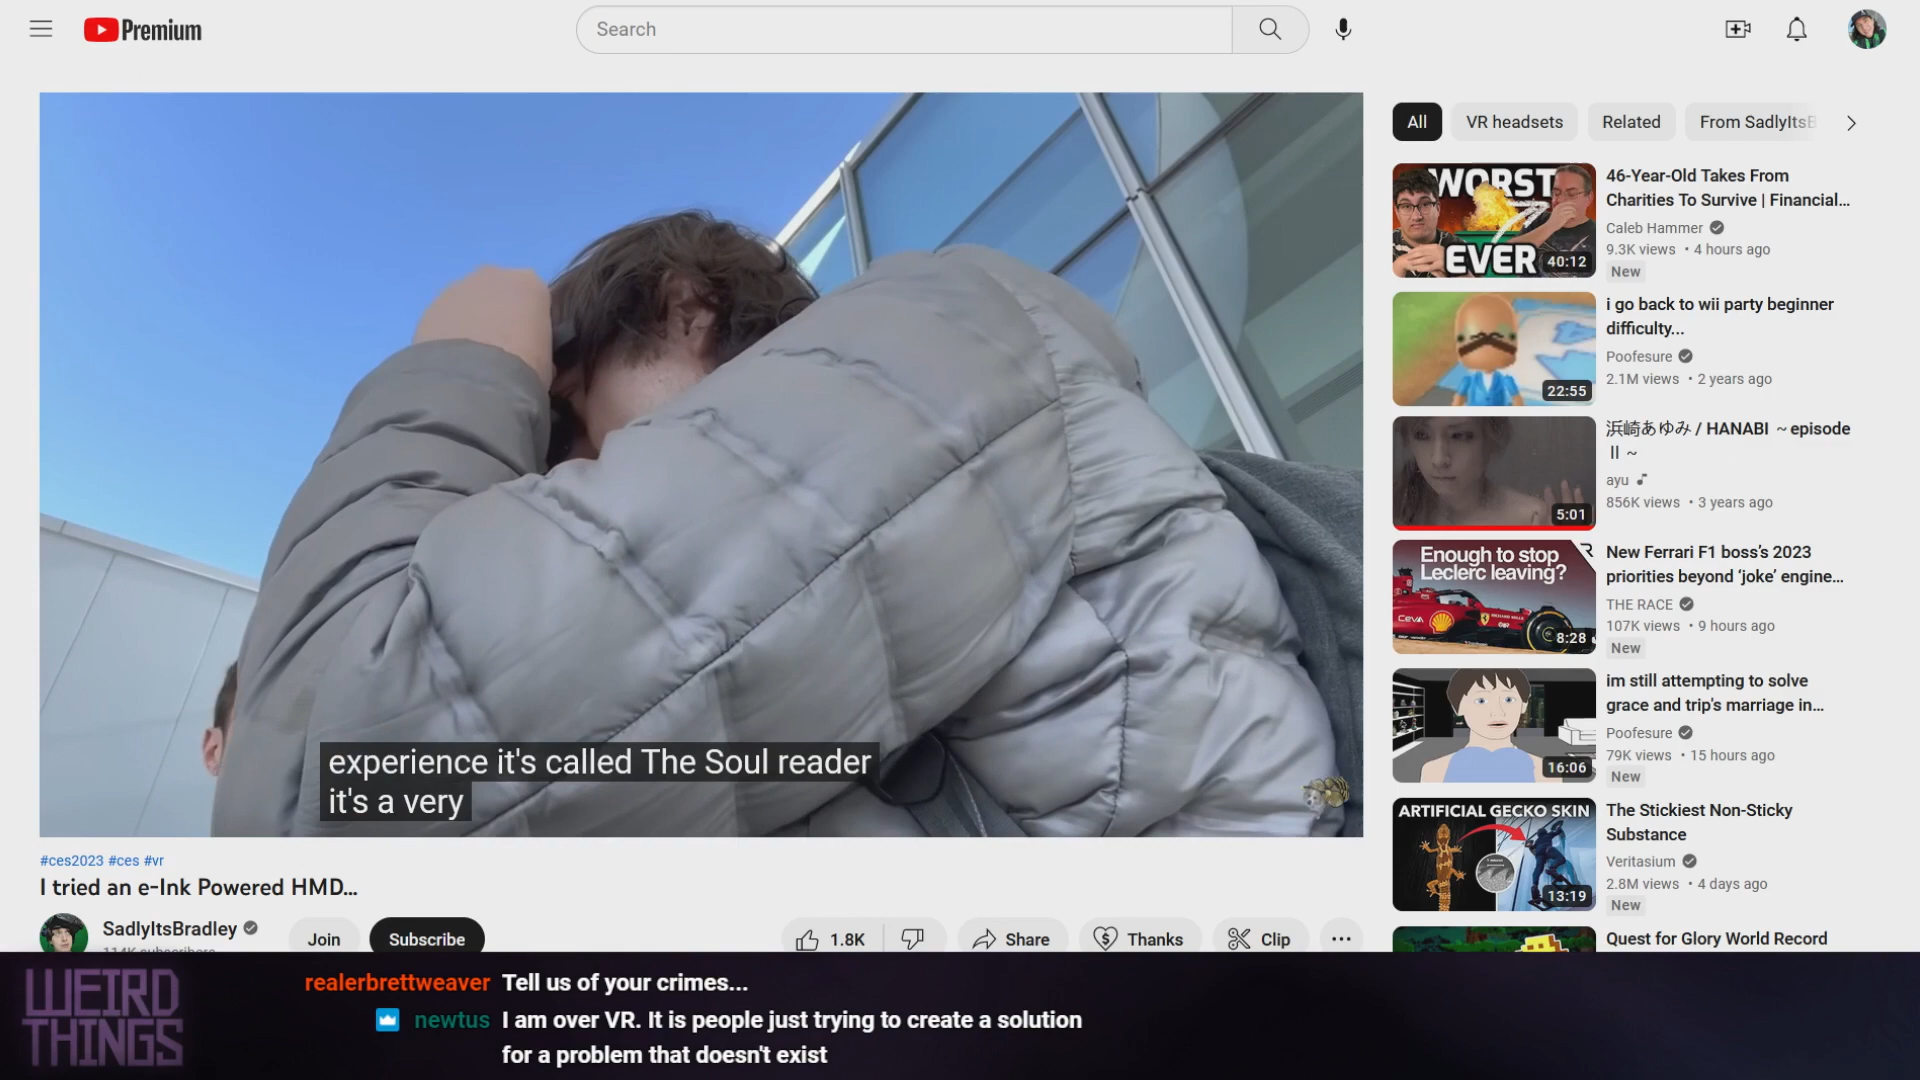 Premium
Search
All
VR headsets
Related
From SadlyItsB
WORST
EVER
40:12
46-Year-Old Takes From
Charities To Survive | Financial...
Caleb Hammer
9.3K views • 4 hours ago
New
22:55
i go back to wii party beginner
difficulty...
Poofesure
2.1M views • 2 years ago
5:01
浜崎あゆみ / HANABI ～episode
II ~
ayu
856K views • 3 years ago
Enough to stop
Leclerc leaving?
8:28
New Ferrari F1 boss's 2023
priorities beyond 'joke' engine...
THE RACE
107K views • 9 hours ago
New
16:06
im still attempting to solve
grace and trip's marriage in...
Poofesure
79K views • 15 hours ago
New
ARTIFICIAL GECKO SKIN
13:19
The Stickiest Non-Sticky
Substance
Veritasium
2.8M views • 4 days ago
New
Quest for Glory World Record
experience it's called The Soul reader
it's a very
#ces2023 #ces #vr
I tried an e-Ink Powered HMD...
SadlyItsBradley
114K subscribers
Join
Subscribe
1.8K
Share
Thanks
Clip
WEIRD
THINGS
realerbrettweaver Tell us of your crimes...
newtus I am over VR. It is people just trying to create a solution
for a problem that doesn't exist